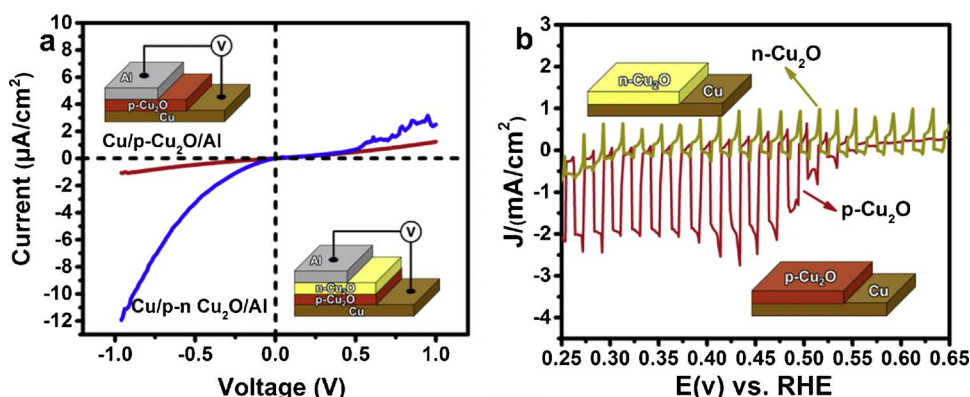 a
Current (μA/cm²)
10
8
6
4
2
0
-2
-4
-6
-8
-10
-12
-1.0
-0.5
0.0
0.5
1.0
Voltage (V)
V
Al
p-Cu₂O
Cu
Cu/p-Cu₂O/Al
V
Al
n-Cu₂O
p-Cu₂O
Cu
Cu/p-n Cu₂O/Al
b
J/(mA/cm²)
3
2
1
0
-1
-2
-3
-4
0.25
0.30
0.35
0.40
0.45
0.50
0.55
0.60
0.65
E(v) vs. RHE
n-Cu₂O
n-Cu₂O
Cu
p-Cu₂O
p-Cu₂O
Cu